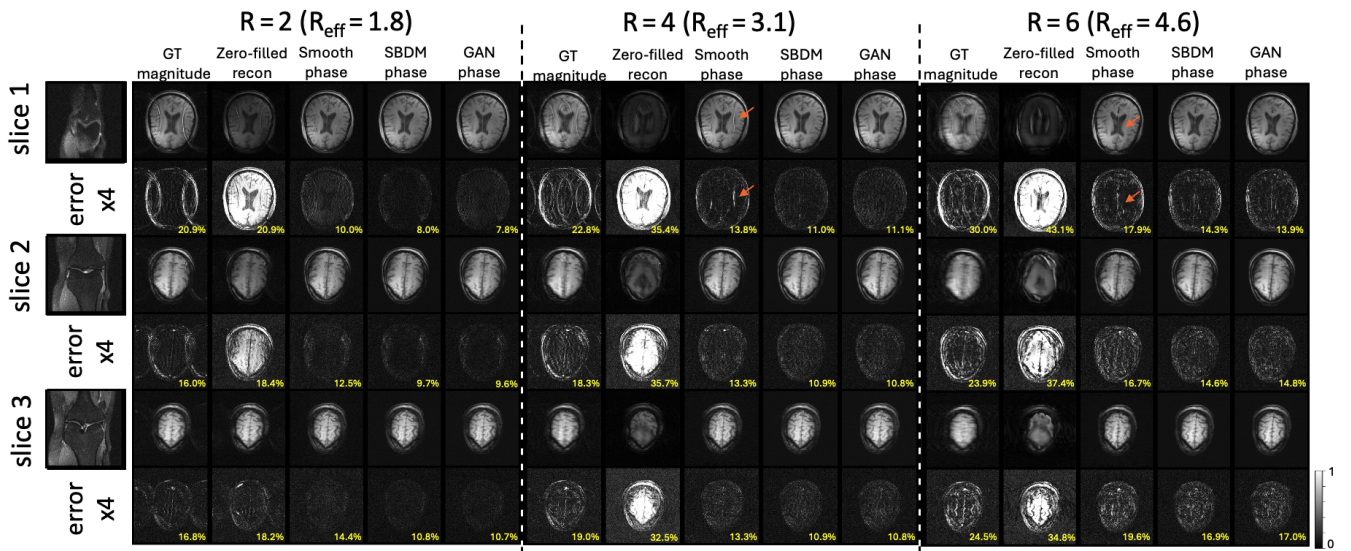 R = 2 (Reff = 1.8) R = 4 (Reff = 3.1) R = 6 (Reff = 4.6)
GT magnitude Zero-filled recon Smooth phase SBDM phase GAN phase GT magnitude Zero-filled recon Smooth phase SBDM phase GAN phase GT magnitude Zero-filled recon Smooth phase SBDM phase GAN phase
slice 1
error x4
20.9% 20.9% 10.0% 8.0% 7.8% 22.8% 35.4% 13.8% 11.0% 11.1% 30.0% 43.1% 17.9% 14.3% 13.9%
slice 2
error x4
16.0% 18.4% 12.5% 9.7% 9.6% 18.3% 35.7% 13.3% 10.9% 10.8% 23.9% 37.4% 16.7% 14.6% 14.8%
slice 3
error x4
16.8% 18.2% 14.4% 10.8% 10.7% 19.0% 32.5% 13.3% 10.9% 10.8% 24.5% 34.8% 19.6% 16.9% 17.0%
1
0